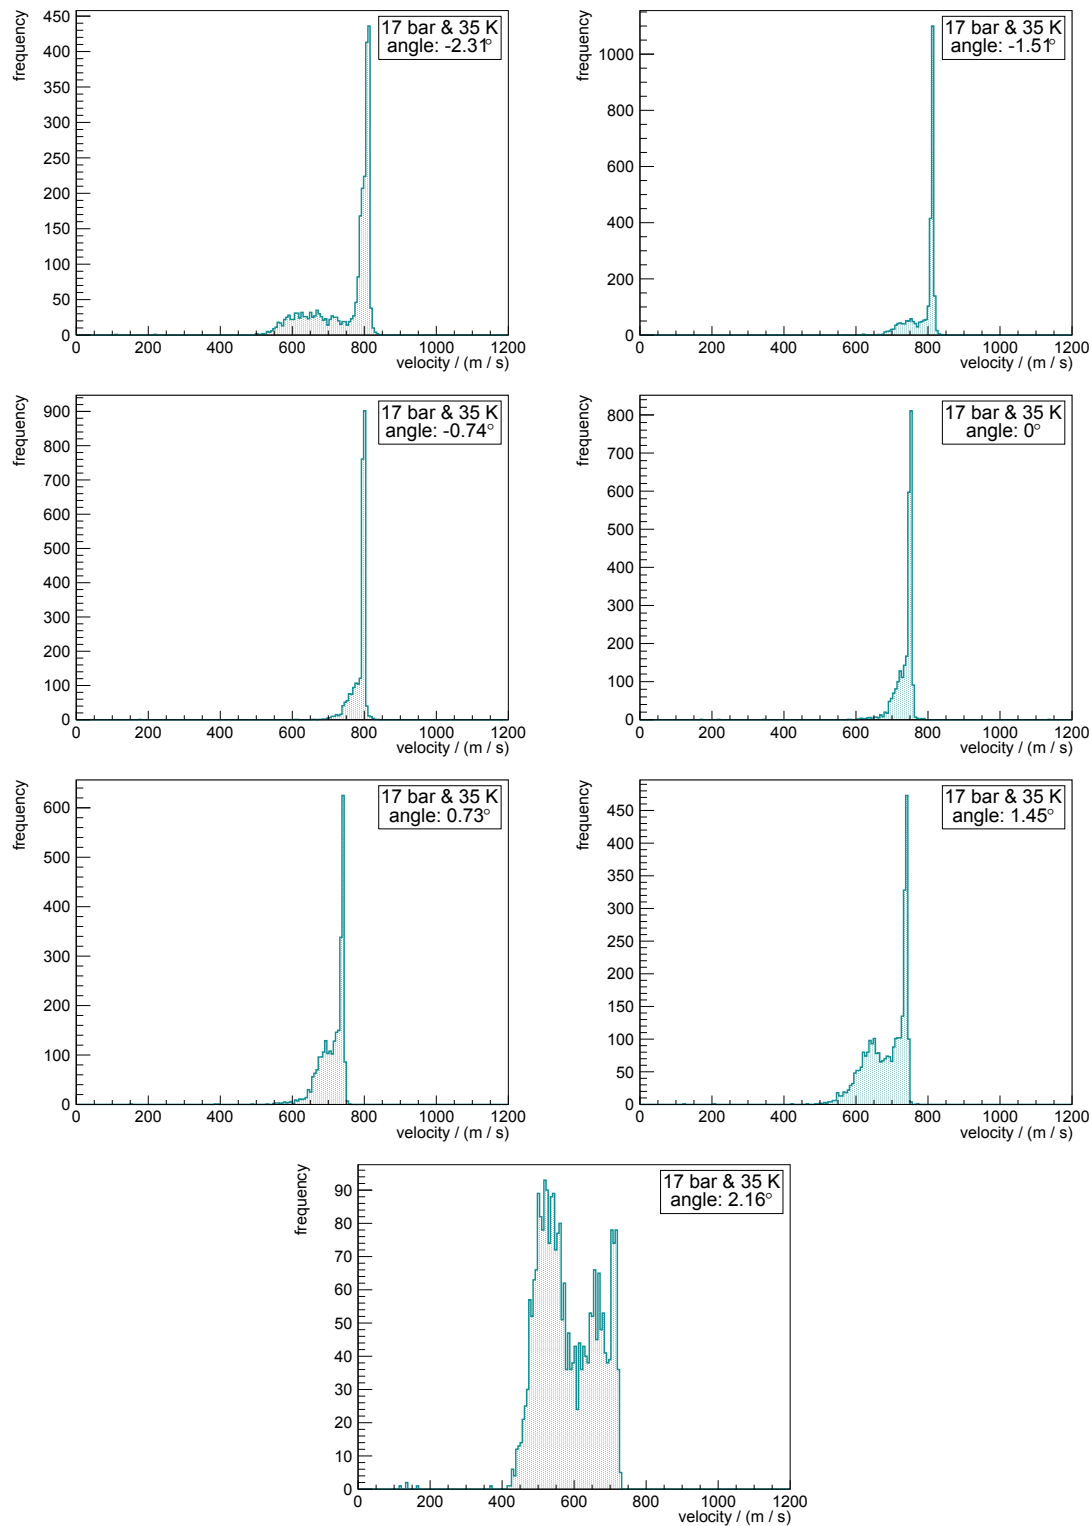 frequency
450
400
350
300
250
200
150
100
50
0
17 bar & 35 K
angle: -2.31°
0 200 400 600 800 1000 1200
velocity / (m / s)
frequency
1000
800
600
400
200
0
17 bar & 35 K
angle: -1.51°
0 200 400 600 800 1000 1200
velocity / (m / s)
frequency
900
800
700
600
500
400
300
200
100
0
17 bar & 35 K
angle: -0.74°
0 200 400 600 800 1000 1200
velocity / (m / s)
frequency
800
700
600
500
400
300
200
100
0
17 bar & 35 K
angle: 0°
0 200 400 600 800 1000 1200
velocity / (m / s)
frequency
600
500
400
300
200
100
0
17 bar & 35 K
angle: 0.73°
0 200 400 600 800 1000 1200
velocity / (m / s)
frequency
450
400
350
300
250
200
150
100
50
0
17 bar & 35 K
angle: 1.45°
0 200 400 600 800 1000 1200
velocity / (m / s)
frequency
90
80
70
60
50
40
30
20
10
0
17 bar & 35 K
angle: 2.16°
0 200 400 600 800 1000 1200
velocity / (m / s)